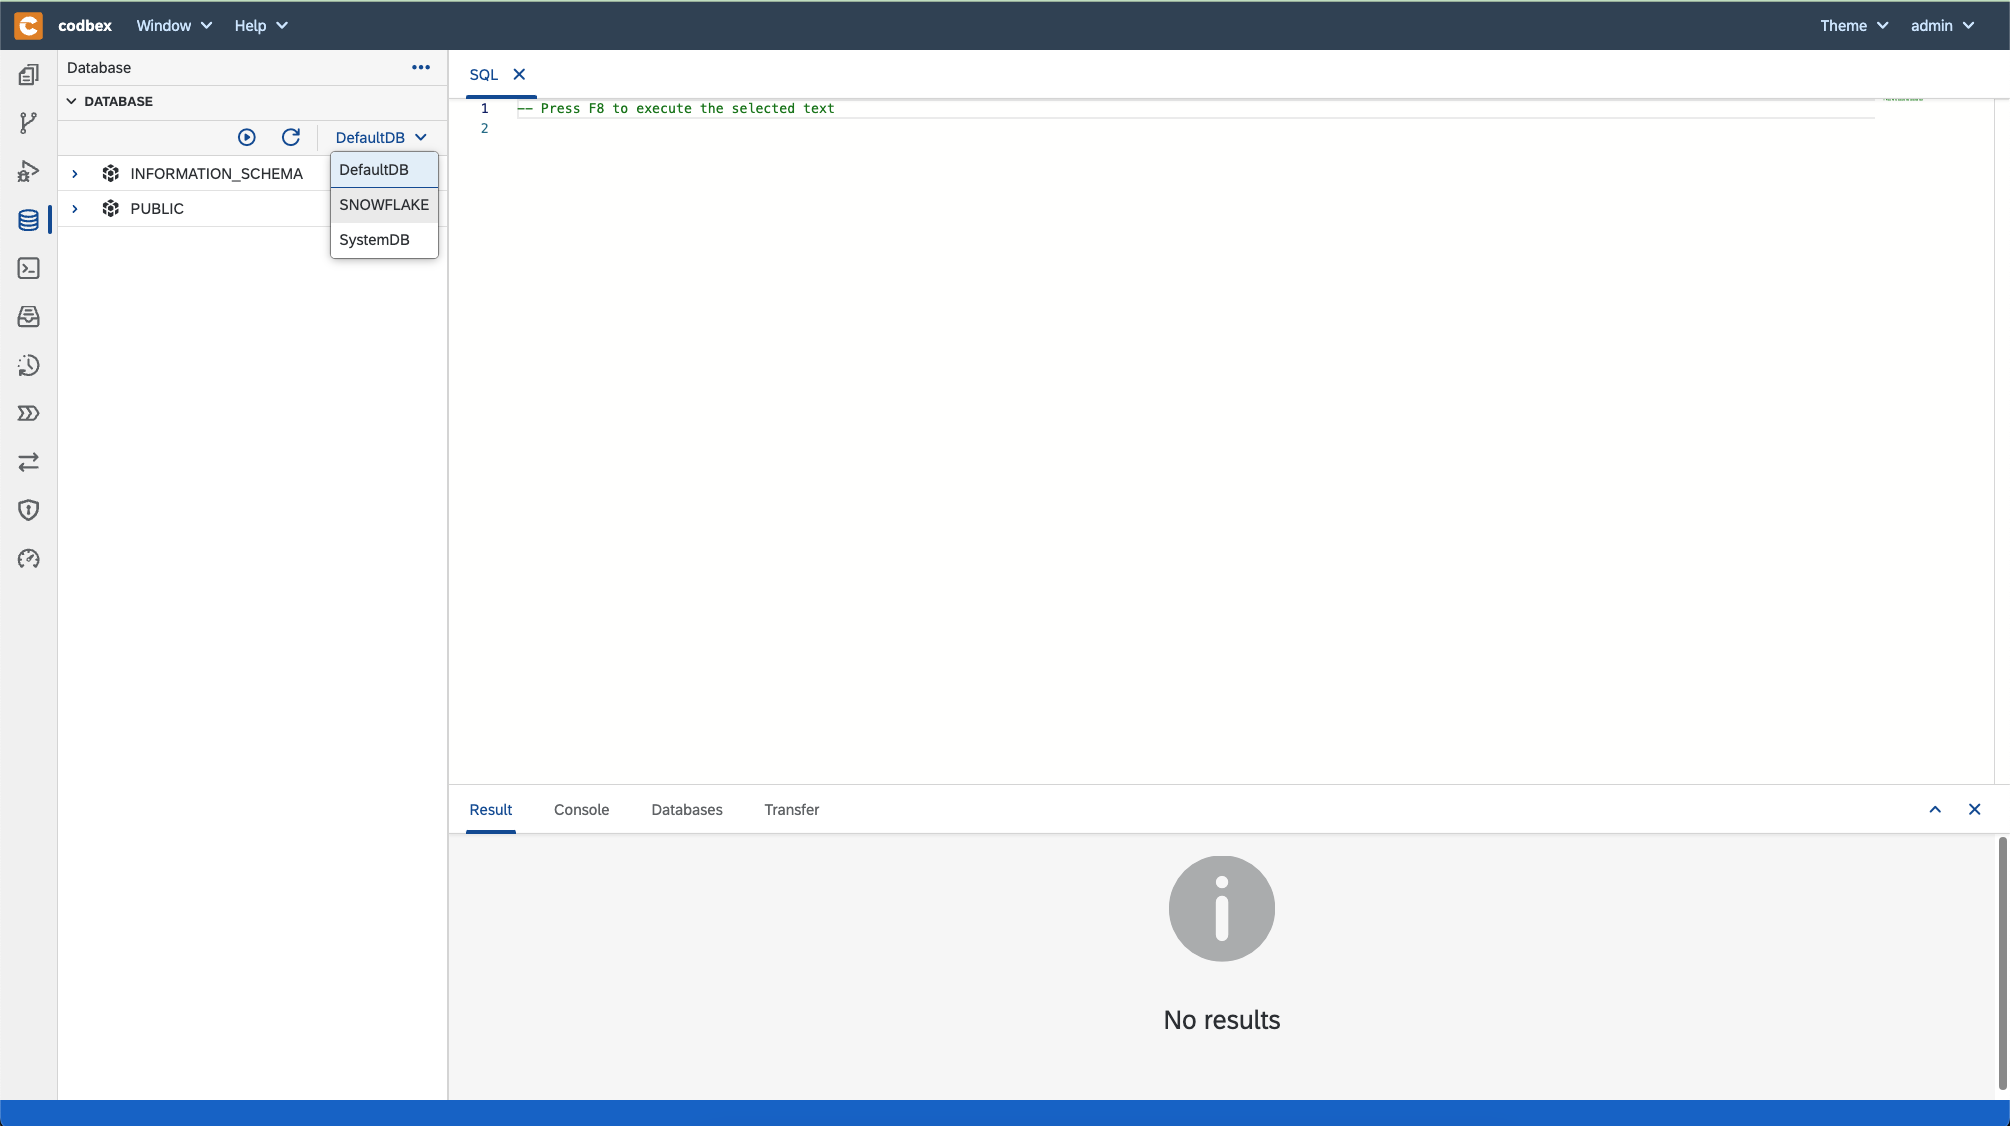 codbex Window Help Theme admin
Database
SQL
DATABASE
1 -- Press F8 to execute the selected text
2
DefaultDB
DefaultDB
SNOWFLAKE
SystemDB
INFORMATION_SCHEMA
PUBLIC
Result Console Databases Transfer
No results